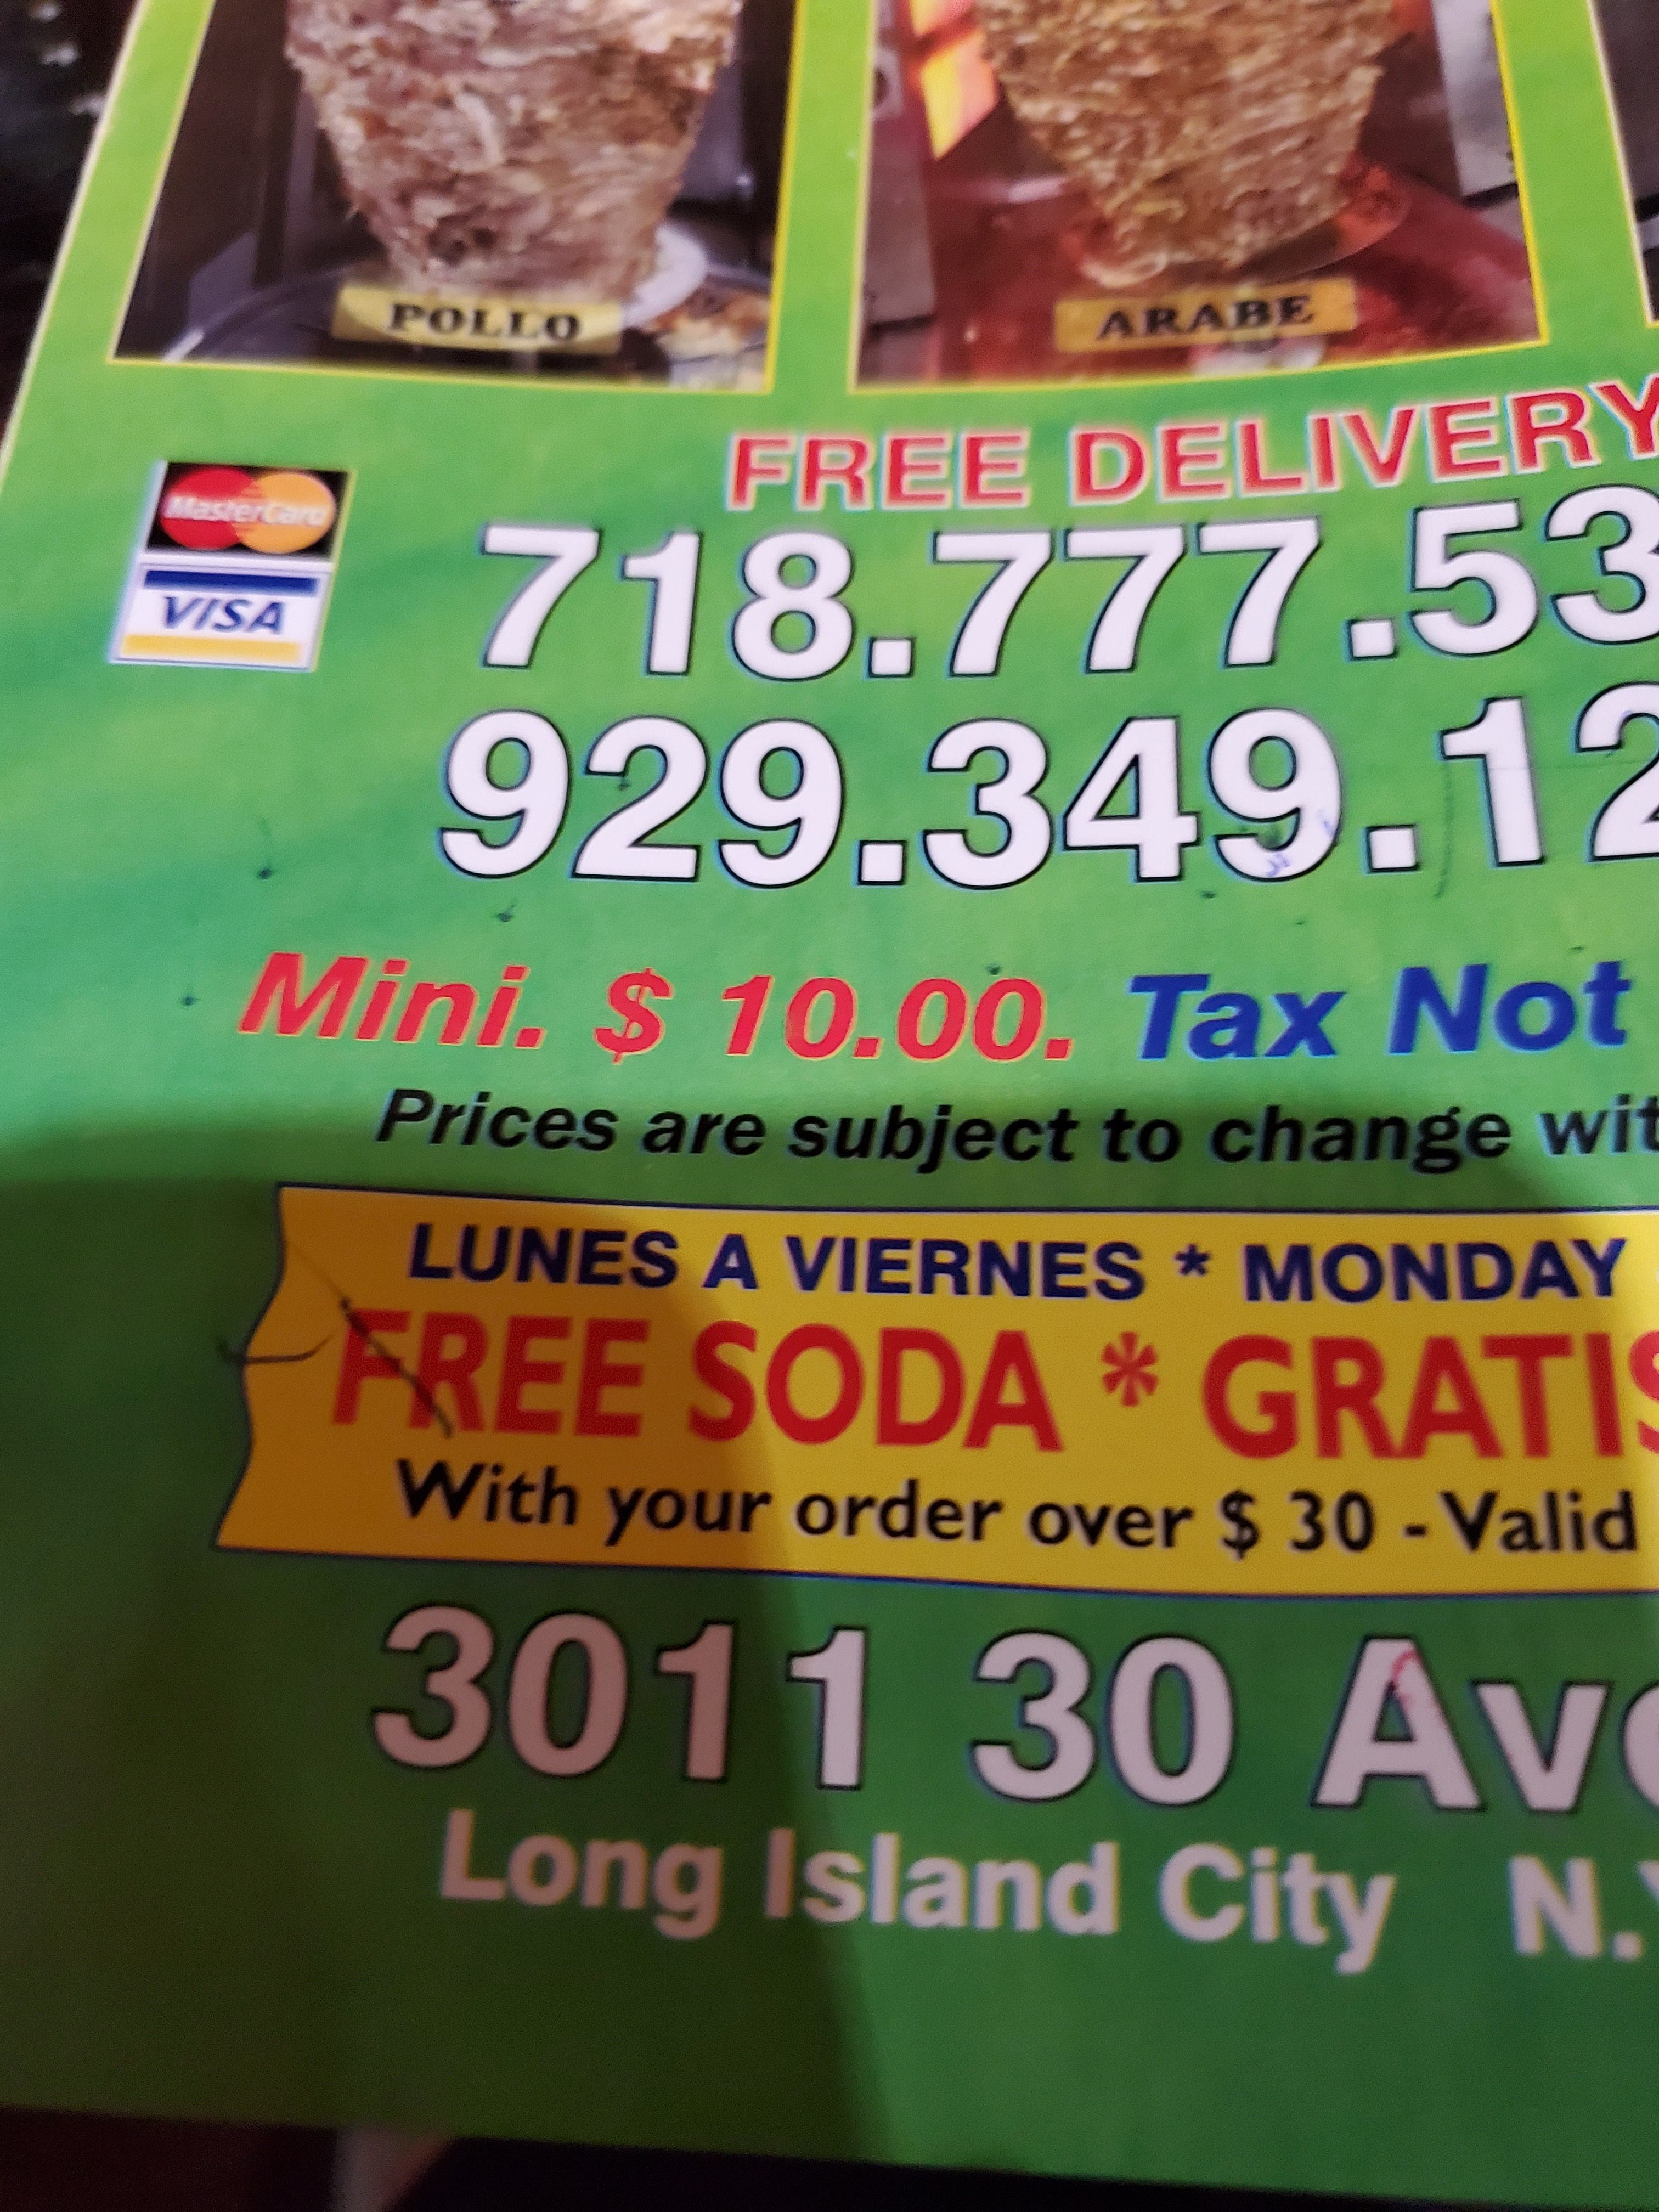 POLLO
ARABE
FREE DELIVERY
MasterCard
VISA
718.777.53
929.349.12
Mini. $ 10.00. Tax Not
Prices are subject to change wit
LUNES A VIERNES * MONDAY
FREE SODA * GRATIS
With your order over $ 30 - Valid
3011 30 Ave
Long Island City N.Y